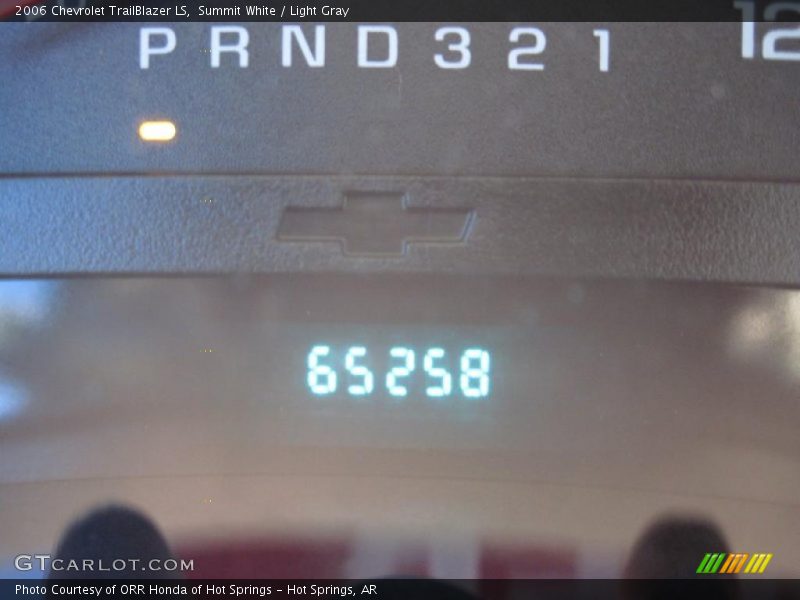 2006 Chevrolet TrailBlazer LS,  Summit White / Light Gray
P R N D 3 2 1 12
65258
GTCARLOT.COM
Photo Courtesy of ORR Honda of Hot Springs - Hot Springs, AR